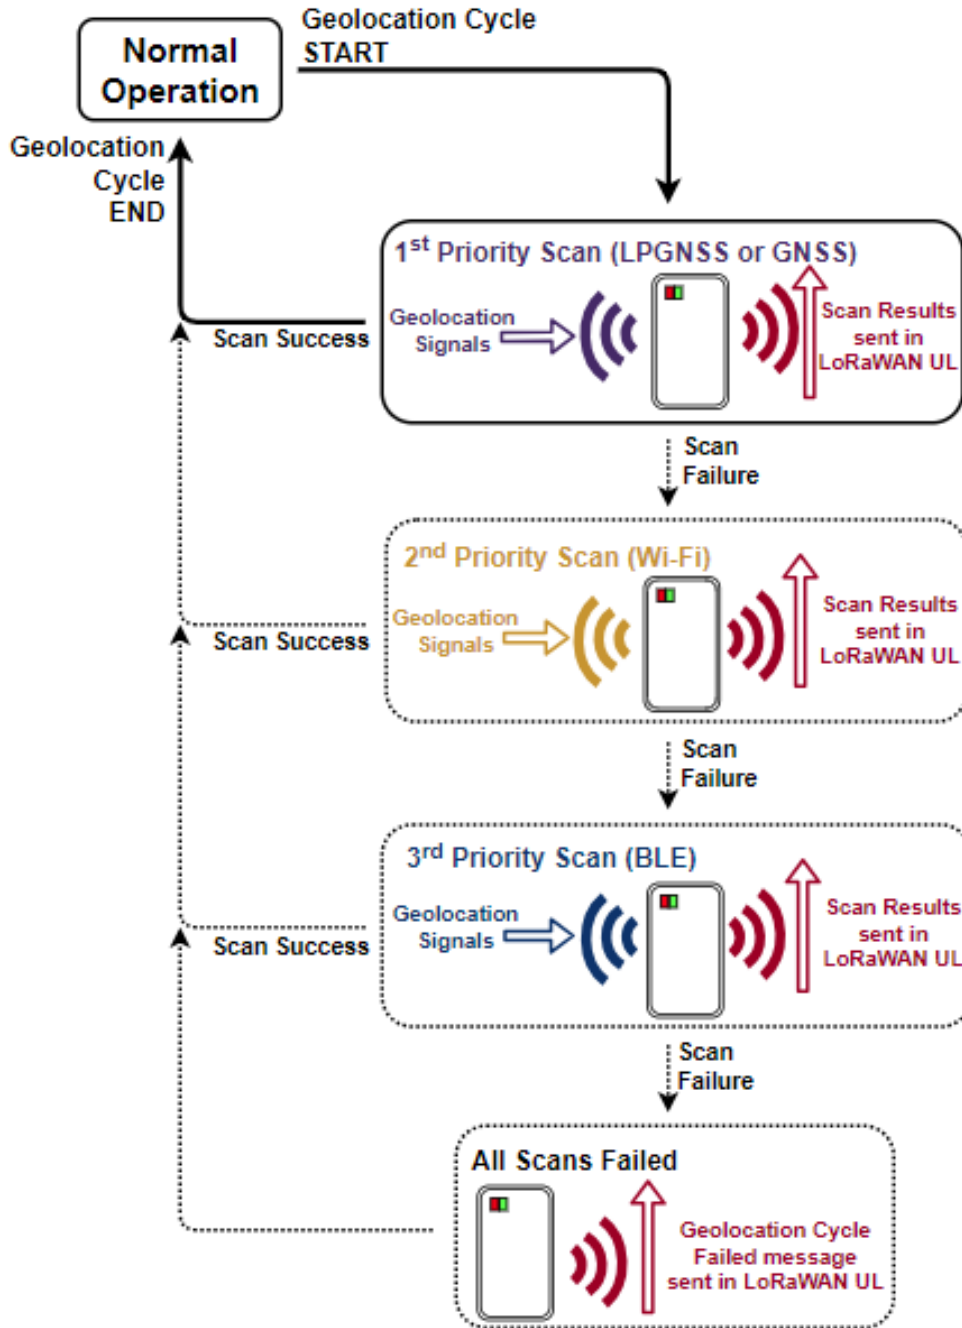 Normal
Operation
Geolocation Cycle
START
Geolocation
Cycle
END
1st Priority Scan (LPGNSS or GNSS)
Geolocation
Signals
Scan Results
sent in
LoRaWAN UL
Scan Success
Scan
Failure
2nd Priority Scan (Wi-Fi)
Geolocation
Signals
Scan Results
sent in
LoRaWAN UL
Scan Success
Scan
Failure
3rd Priority Scan (BLE)
Geolocation
Signals
Scan Results
sent in
LoRaWAN UL
Scan Success
Scan
Failure
All Scans Failed
Geolocation Cycle
Failed message
sent in LoRaWAN UL